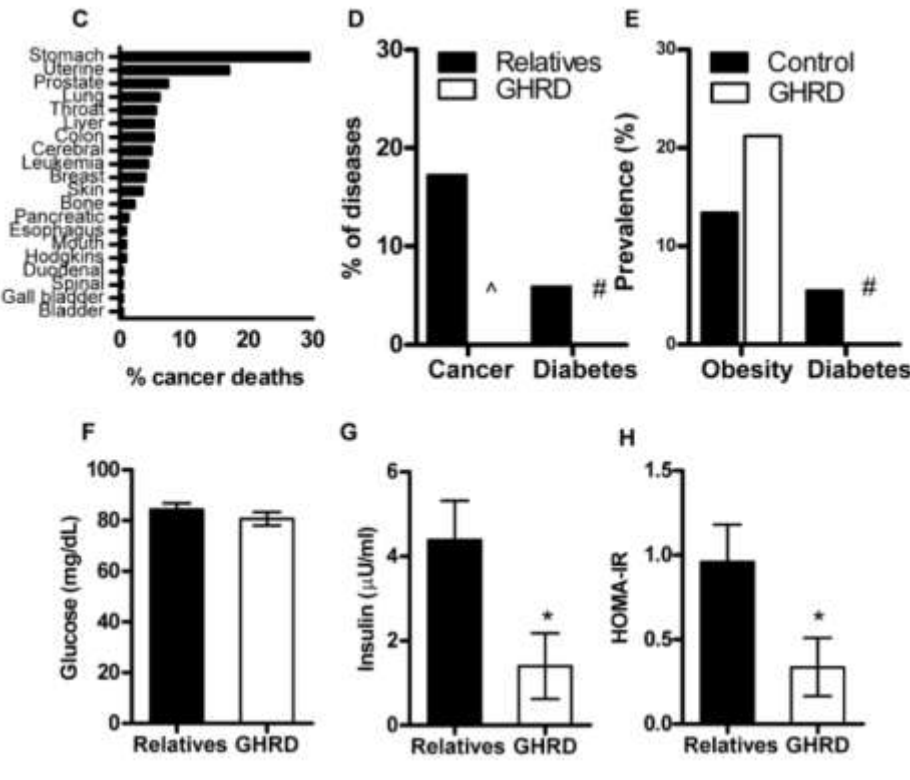 C
Stomach
Uterine
Prostate
Lung
Throat
Liver
Colon
Cerebral
Leukemia
Breast
Skin
Bone
Pancreatic
Esophagus
Mouth
Hodgkins
Duodenal
Spinal
Gall bladder
Bladder
0 10 20 30
% cancer deaths
D
% of diseases
30
20
10
0
Relatives
GHRD
^
#
Cancer Diabetes
E
Prevalence (%)
30
20
10
0
Control
GHRD
#
Obesity Diabetes
F
Glucose (mg/dL)
100
80
60
40
20
0
Relatives GHRD
G
Insulin (μU/ml)
6
4
2
0
*
Relatives GHRD
H
HOMA-IR
1.5
1.0
0.5
0.0
*
Relatives GHRD